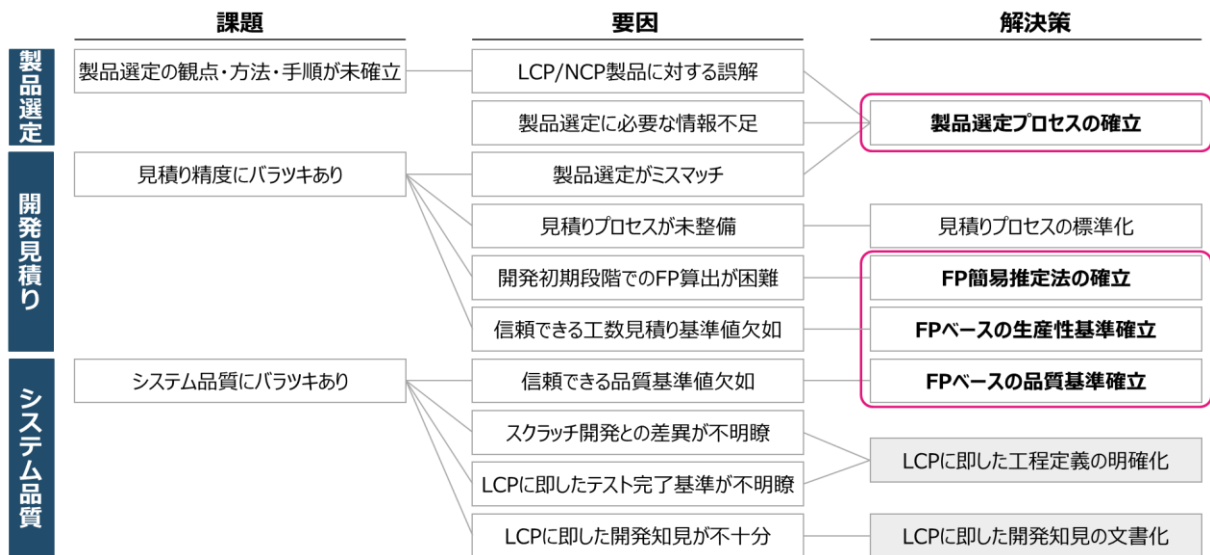 課題
要因
解決策
製品選定
製品選定の観点・方法・手順が未確立
LCP/NCP製品に対する誤解
製品選定に必要な情報不足
製品選定プロセスの確立
開発見積り
見積り精度にバラツキあり
製品選定がミスマッチ
見積りプロセスが未整備
見積りプロセスの標準化
開発初期段階でのFP算出が困難
FP簡易推定法の確立
信頼できる工数見積り基準値欠如
FPベースの生産性基準確立
システム品質
システム品質にバラツキあり
信頼できる品質基準値欠如
FPベースの品質基準確立
スクラッチ開発との差異が不明瞭
LCPに即した工程定義の明確化
LCPに即したテスト完了基準が不明瞭
LCPに即した開発知見が不十分
LCPに即した開発知見の文書化